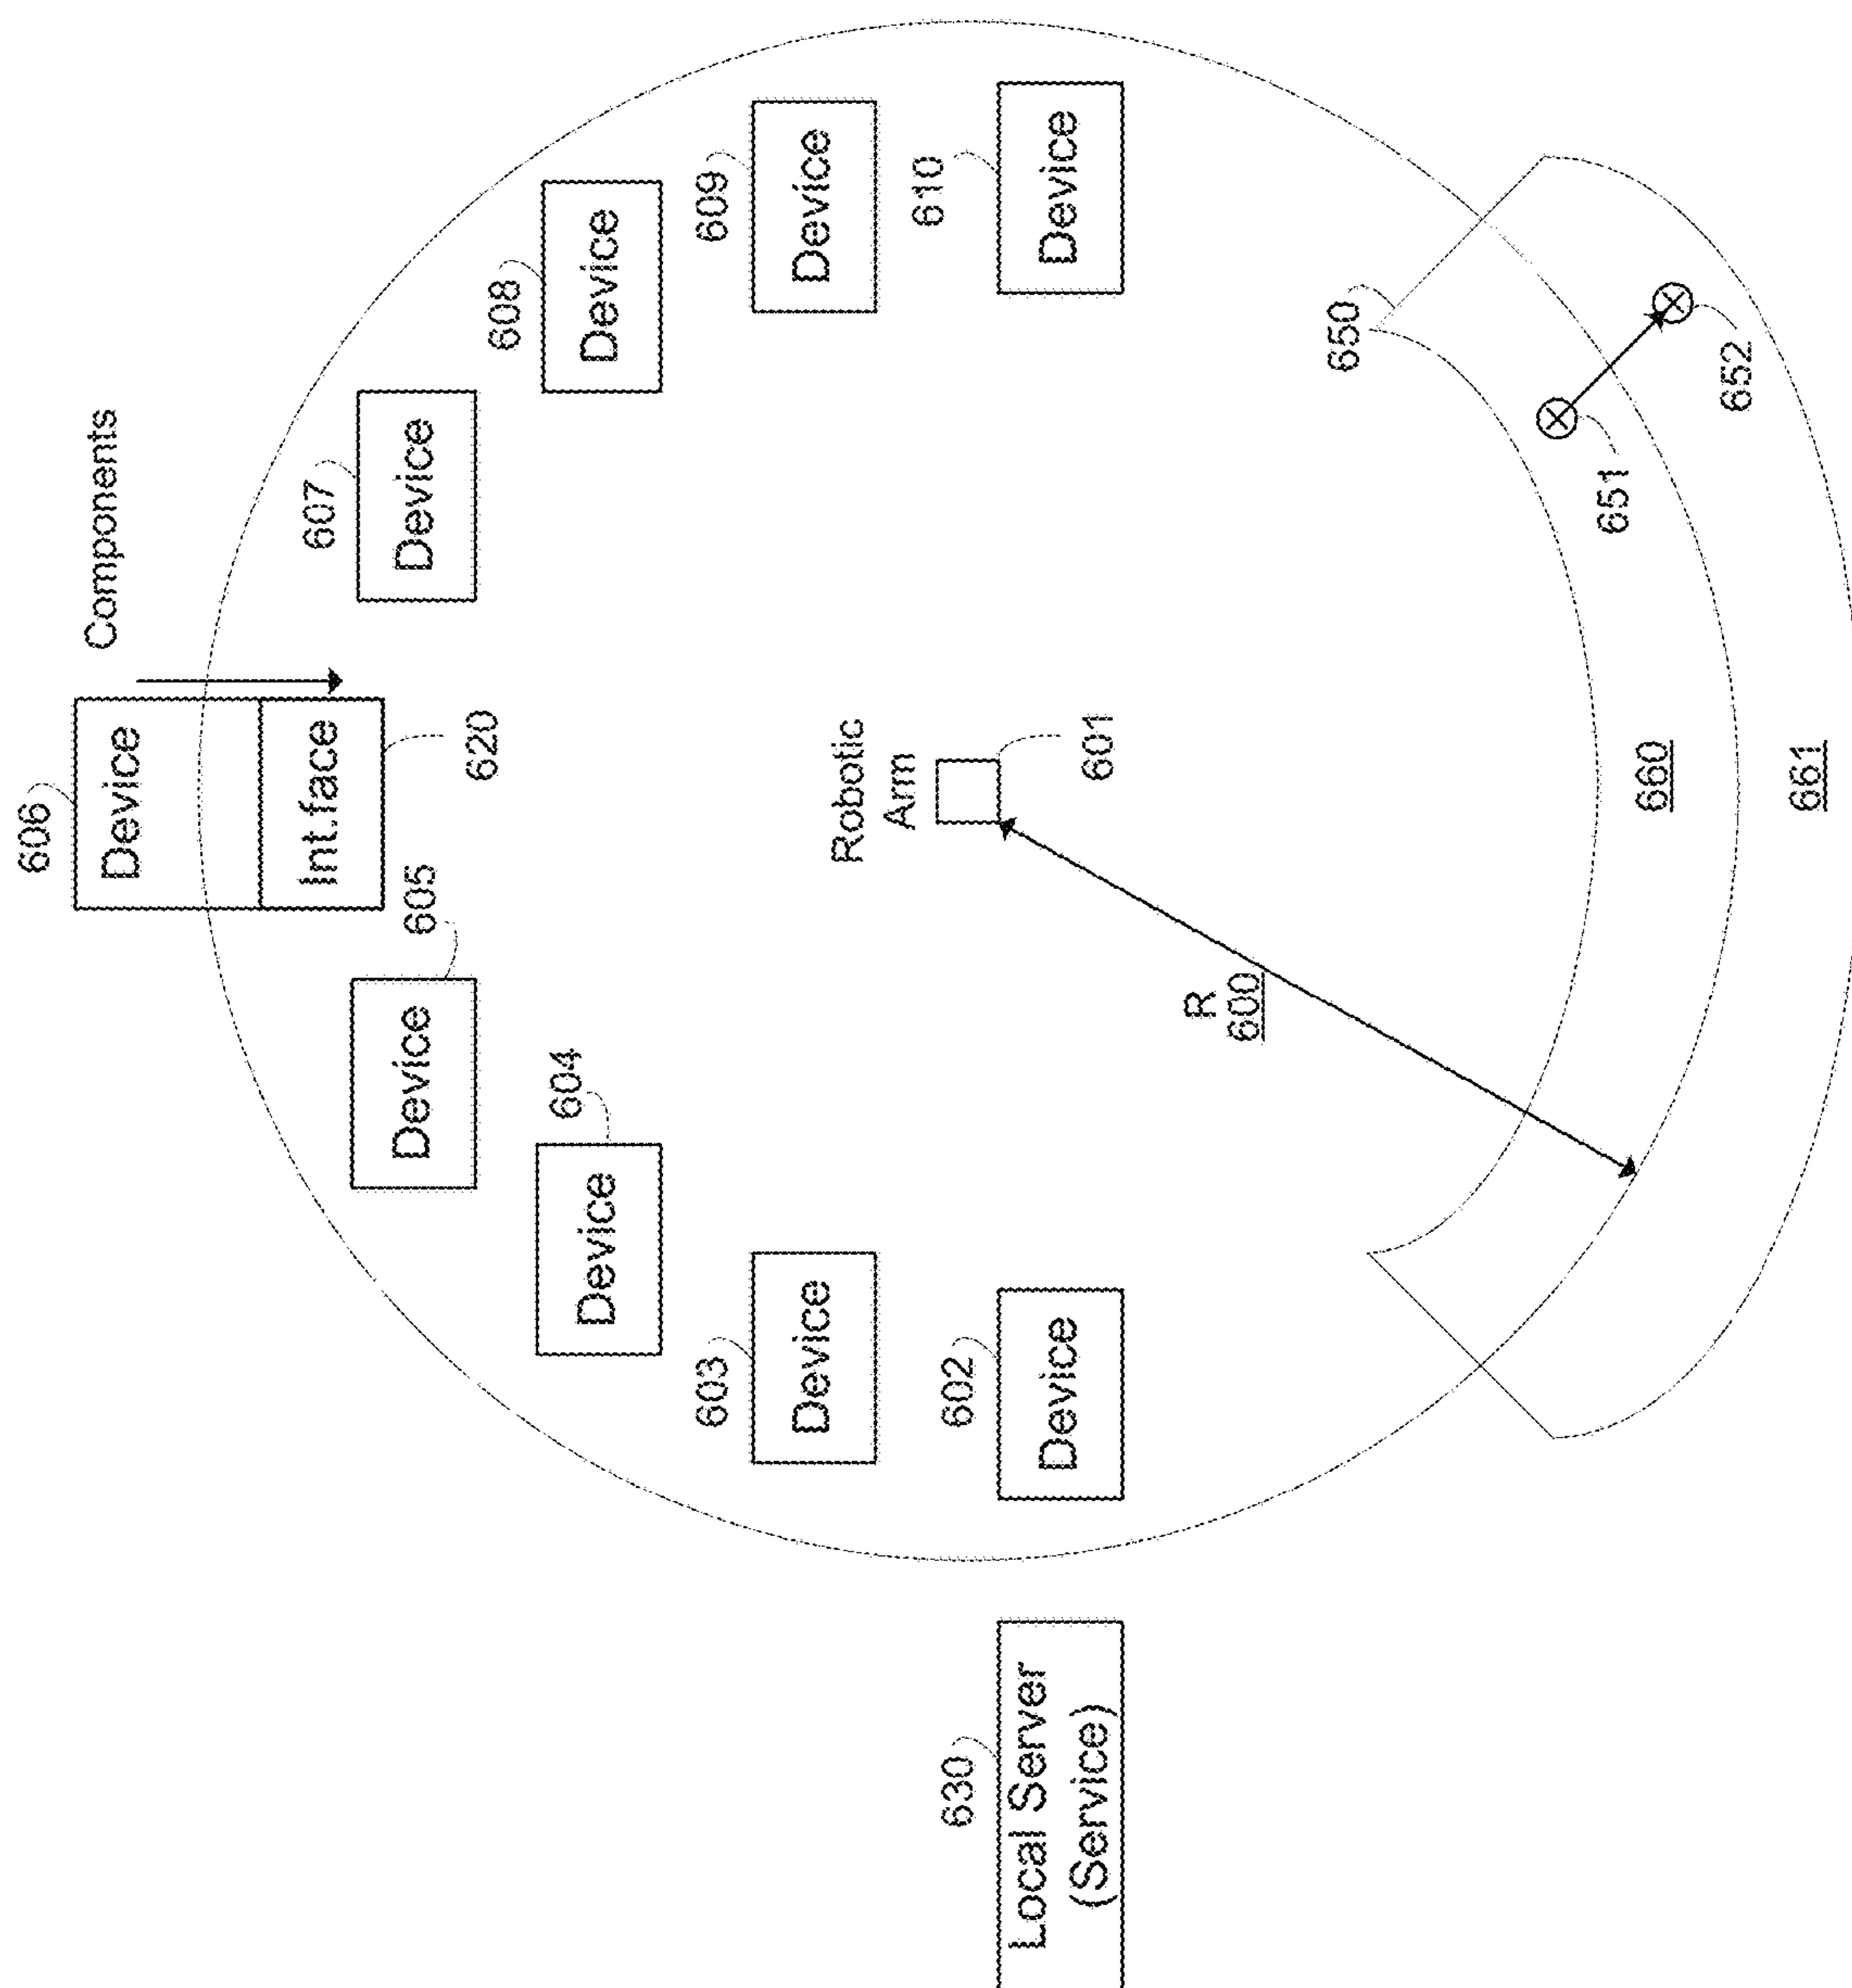 606
Device
Int.face
620
Components
605
Device
607
Device
604
Device
608
Device
603
Device
609
Device
602
Device
610
Device
Robotic
Arm
601
R
600
630
Local Server
(Service)
650
651
652
660
661